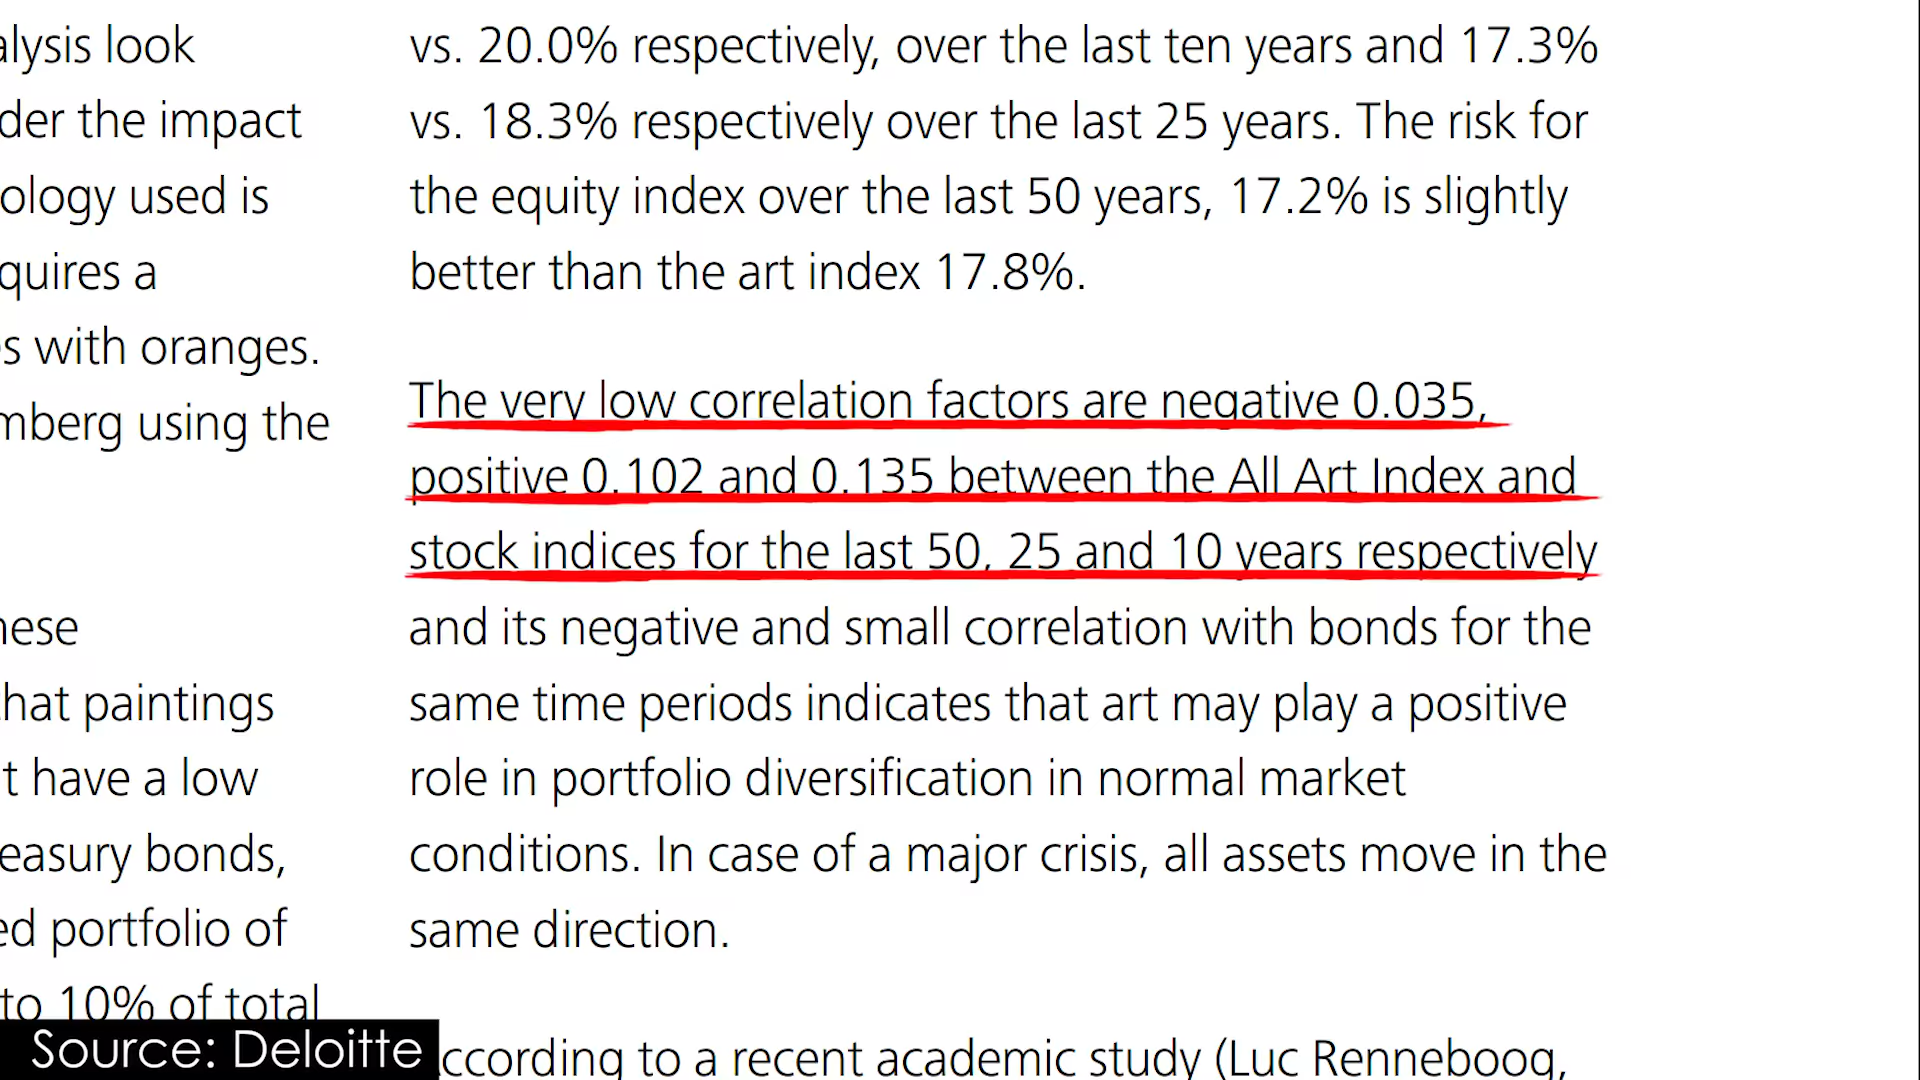 alysis look
der the impact
ology used is
quires a
s with oranges.
mberg using the
hese
that paintings
t have a low
easury bonds,
ed portfolio of
to 10% of total
vs. 20.0% respectively, over the last ten years and 17.3%
vs. 18.3% respectively over the last 25 years. The risk for
the equity index over the last 50 years, 17.2% is slightly
better than the art index 17.8%.
The very low correlation factors are negative 0.035,
positive 0.102 and 0.135 between the All Art Index and
stock indices for the last 50, 25 and 10 years respectively
and its negative and small correlation with bonds for the
same time periods indicates that art may play a positive
role in portfolio diversification in normal market
conditions. In case of a major crisis, all assets move in the
same direction.
ccording to a recent academic study (Luc Renneboog,
Source: Deloitte